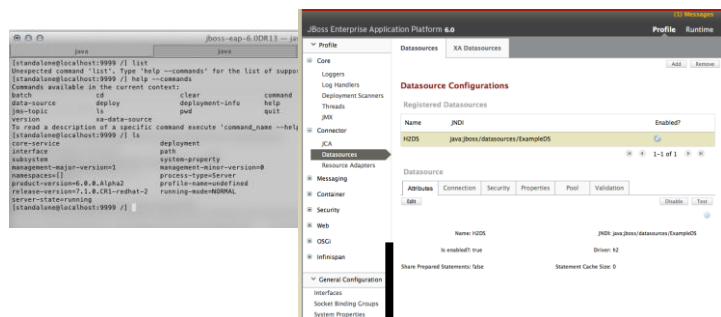 jboss-eap-6.0DR13 — jav
java
java
[standalone@localhost:9999 /] list
Unexpected command 'list'. Type 'help --commands' for the list of suppor
[standalone@localhost:9999 /] help --commands
Commands available in the current context:
batch cd clear command
data-source deploy deployment-info help
jms-topic ls pwd quit
version xa-data-source
To read a description of a specific command execute 'command_name --help
[standalone@localhost:9999 /] ls
core-service deployment
interface path
subsystem system-property
management-major-version=1 management-minor-version=0
namespaces=[] process-type=Server
product-version=6.0.0.Alpha2 profile-name=undefined
release-version=7.1.0.CR1-redhat-2 running-mode=NORMAL
server-state=running
[standalone@localhost:9999 /]
(1) Messages
JBoss Enterprise Application Platform 6.0
Profile Runtime
Profile
Core
Loggers
Log Handlers
Deployment Scanners
Threads
JMX
Connector
JCA
Datasources
Resource Adapters
Messaging
Container
Security
Web
OSGi
Infinispan
General Configuration
Interfaces
Socket Binding Groups
System Properties
Datasources XA Datasources
Add Remove
Datasource Configurations
Registered Datasources
Name JNDI Enabled?
H2DS java:jboss/datasources/ExampleDS
1-1 of 1
Datasource
Attributes Connection Security Properties Pool Validation
Edit Disable Test
Name: H2DS JNDI: java:jboss/datasources/ExampleDS
Is enabled?: true Driver: h2
Share Prepared Statements: false Statement Cache Size: 0